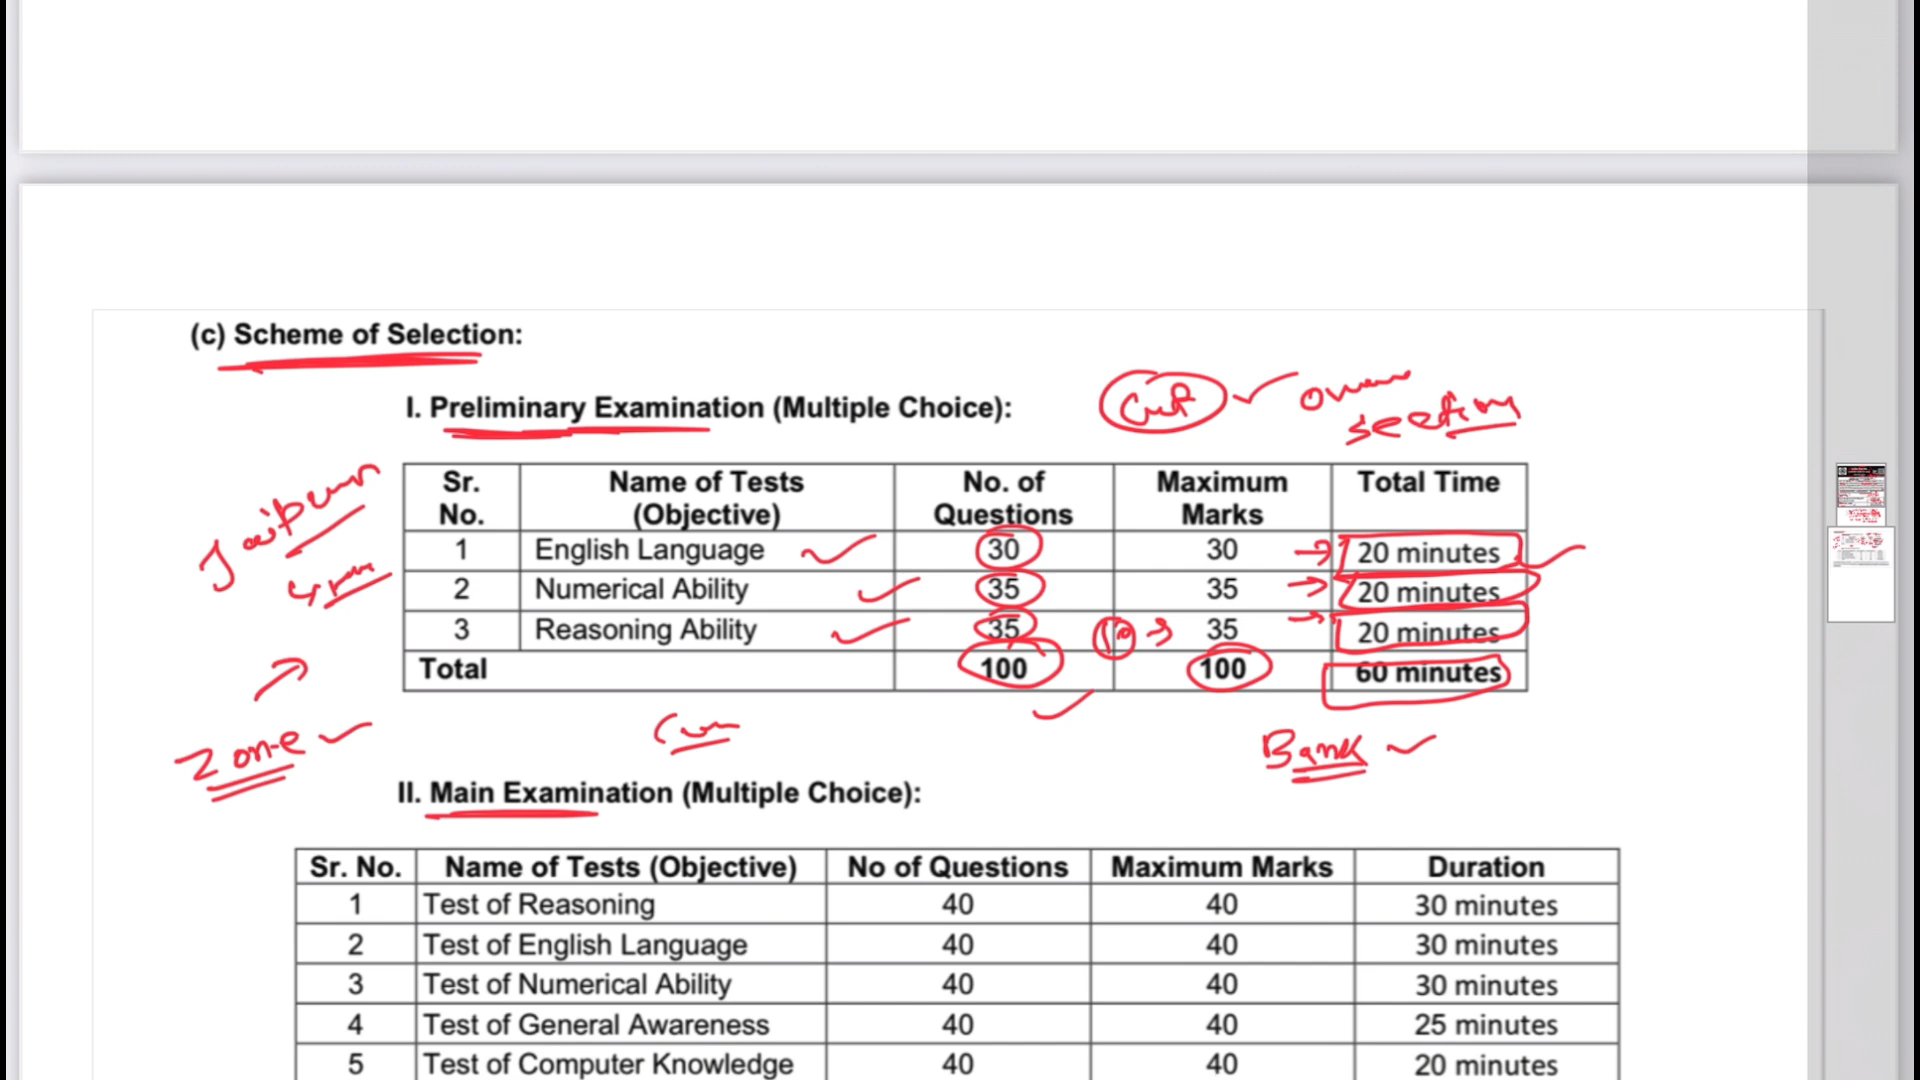 (c) Scheme of Selection:
I. Preliminary Examination (Multiple Choice):
Cut
section
Jaipur
Sr. No. Name of Tests (Objective) No. of Questions Maximum Marks Total Time
1 English Language 30 30 20 minutes
2 Numerical Ability 35 35 20 minutes
3 Reasoning Ability 35 35 20 minutes
Total 100 100 60 minutes
Zone
Bank
II. Main Examination (Multiple Choice):
Sr. No. Name of Tests (Objective) No of Questions Maximum Marks Duration
1 Test of Reasoning 40 40 30 minutes
2 Test of English Language 40 40 30 minutes
3 Test of Numerical Ability 40 40 30 minutes
4 Test of General Awareness 40 40 25 minutes
5 Test of Computer Knowledge 40 40 20 minutes